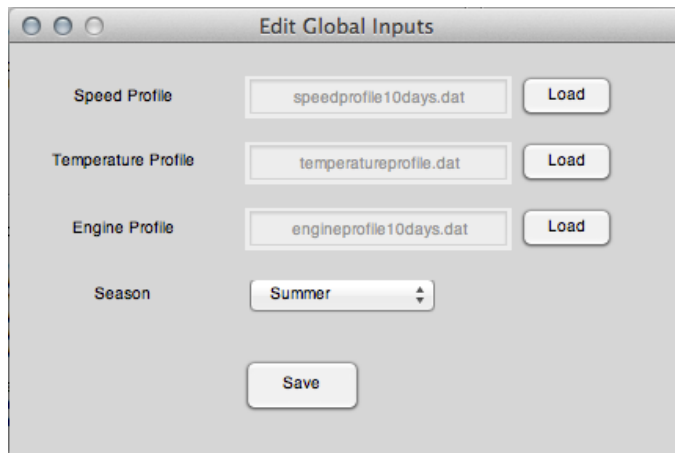 Edit Global Inputs
Speed Profile speedprofile10days.dat Load
Temperature Profile temperatureprofile.dat Load
Engine Profile engineprofile10days.dat Load
Season Summer
Save